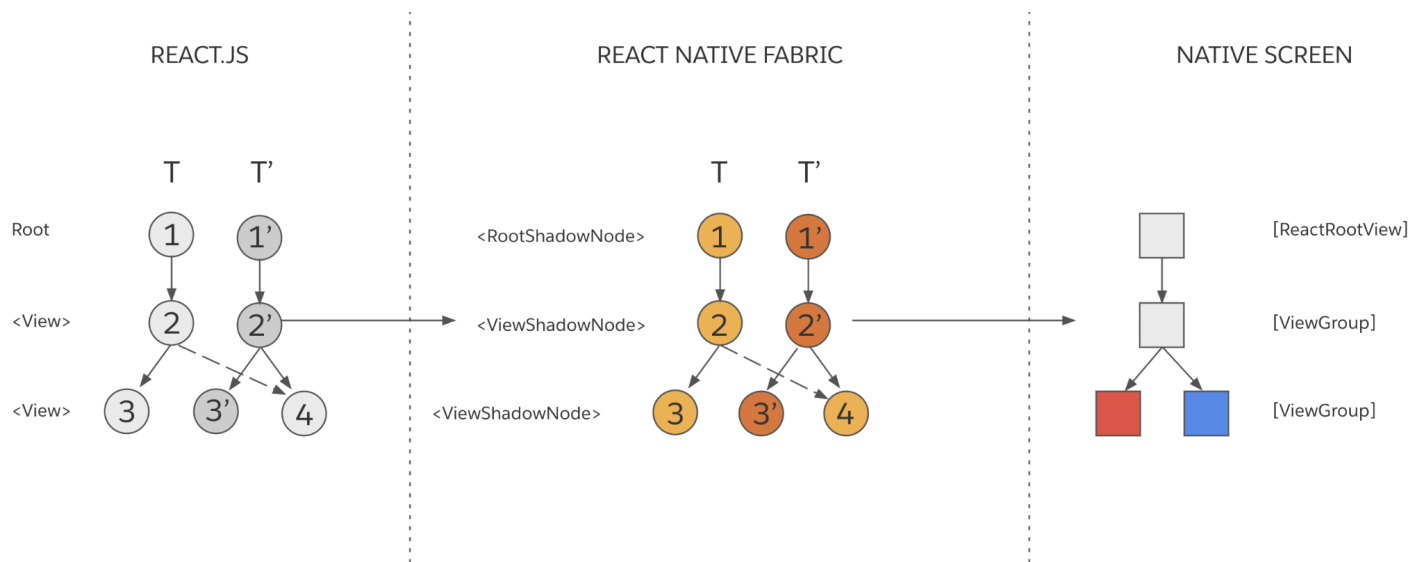 REACT.JS
REACT NATIVE FABRIC
NATIVE SCREEN
T T’
T T’
Root
1 1’
<RootShadowNode>
1 1’
[ReactRootView]
<View>
2 2’
<ViewShadowNode>
2 2’
[ViewGroup]
<View>
3 3’ 4
<ViewShadowNode>
3 3’ 4
[ViewGroup]